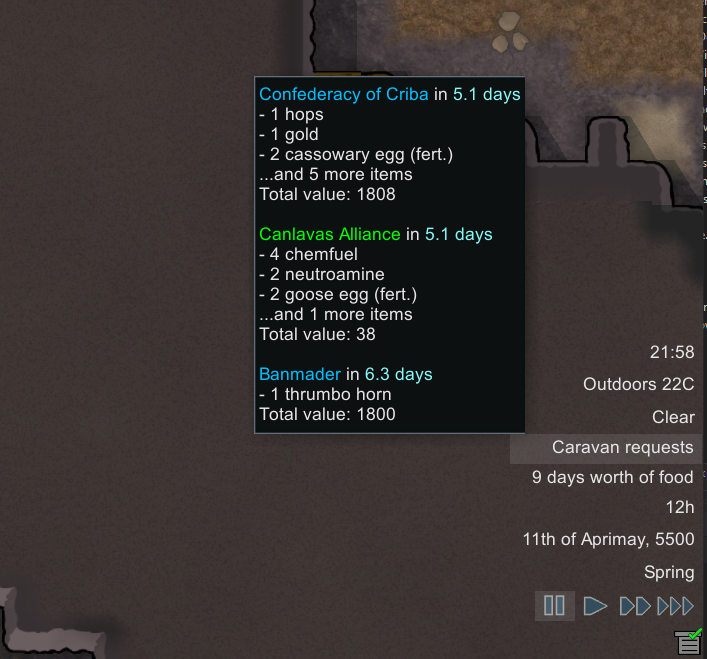 Confederacy of Criba in 5.1 days
- 1 hops
- 1 gold
- 2 cassowary egg (fert.)
...and 5 more items
Total value: 1808
Canlavas Alliance in 5.1 days
- 4 chemfuel
- 2 neutroamine
- 2 goose egg (fert.)
...and 1 more items
Total value: 38
Banmader in 6.3 days
- 1 thrumbo horn
Total value: 1800
21:58
Outdoors 22C
Clear
Caravan requests
9 days worth of food
12h
11th of Aprimay, 5500
Spring